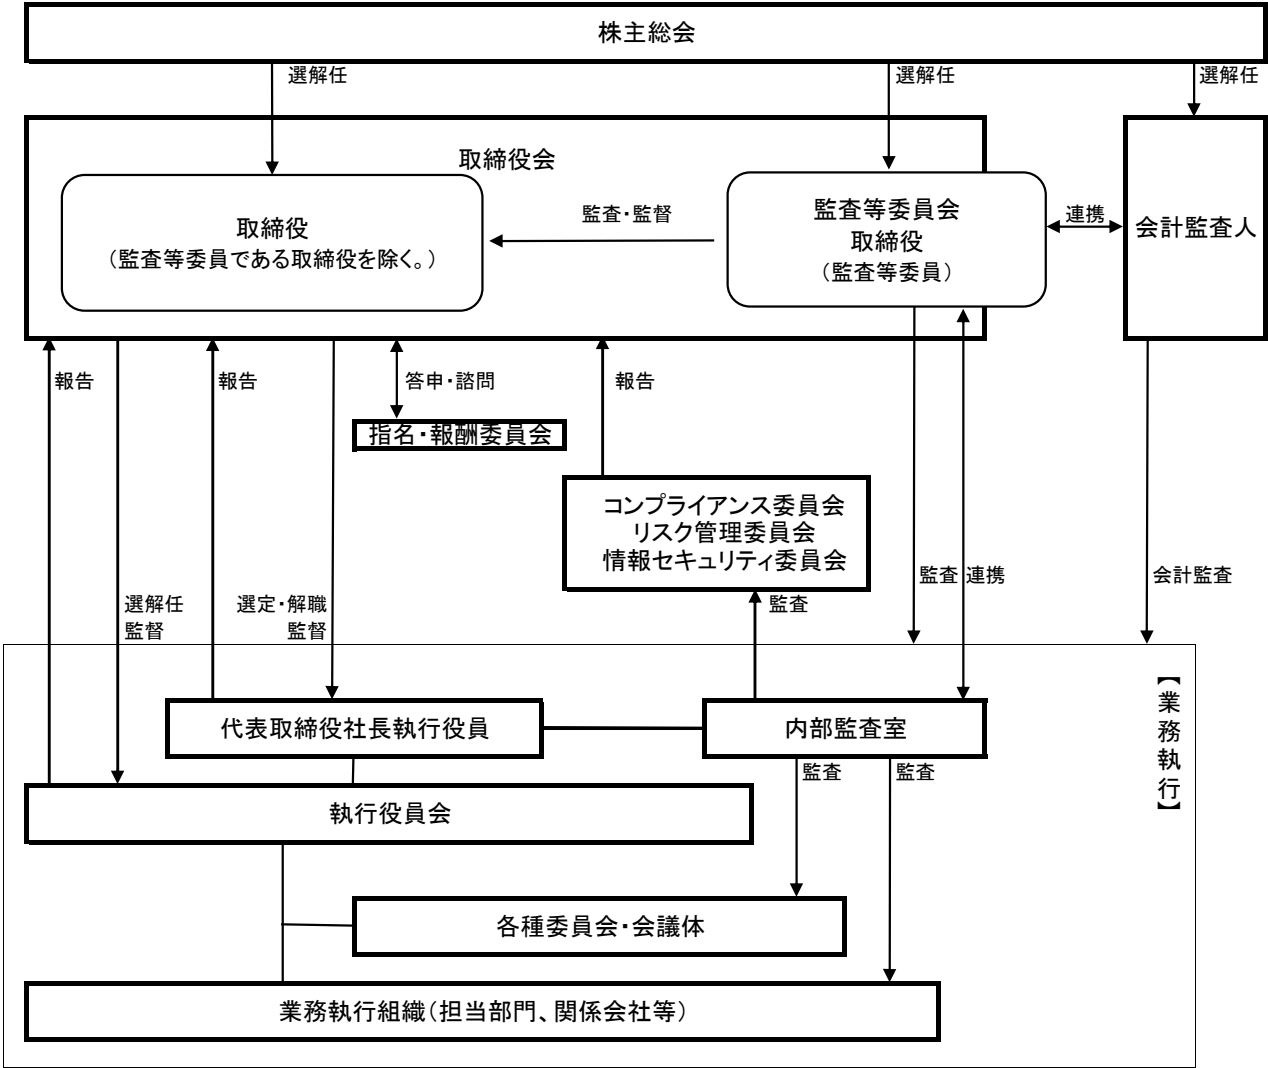 株主総会
選解任
選解任
選解任
取締役会
取締役
（監査等委員である取締役を除く。）
監査・監督
監査等委員会
取締役
（監査等委員）
連携
会計監査人
報告
報告
答申・諮問
報告
指名・報酬委員会
コンプライアンス委員会
リスク管理委員会
情報セキュリティ委員会
監査
連携
会計監査
選解任
監督
選定・解職
監督
監査
【業務執行】
代表取締役社長執行役員
内部監査室
監査
監査
執行役員会
各種委員会・会議体
業務執行組織（担当部門、関係会社等）